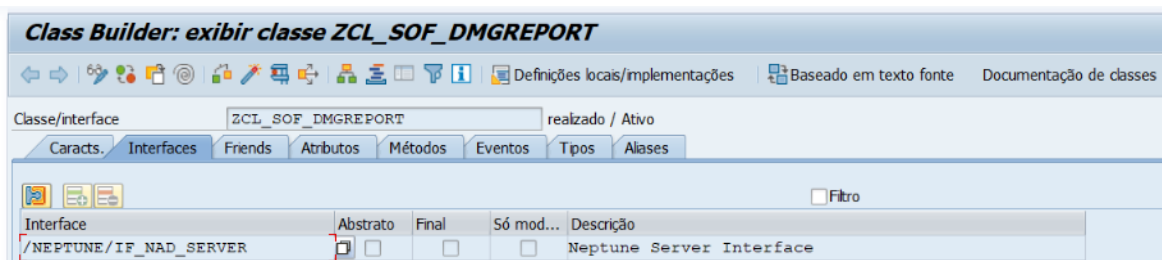 Class Builder: exibir classe ZCL_SOF_DMGREPORT
Definições locais/implementações Baseado em texto fonte Documentação de classes
Classe/interface ZCL_SOF_DMGREPORT realizado / Ativo
Caracts. Interfaces Friends Atributos Métodos Eventos Tipos Aliases
Filtro
Interface Abstrato Final Só mod... Descrição
/NEPTUNE/IF_NAD_SERVER Neptune Server Interface